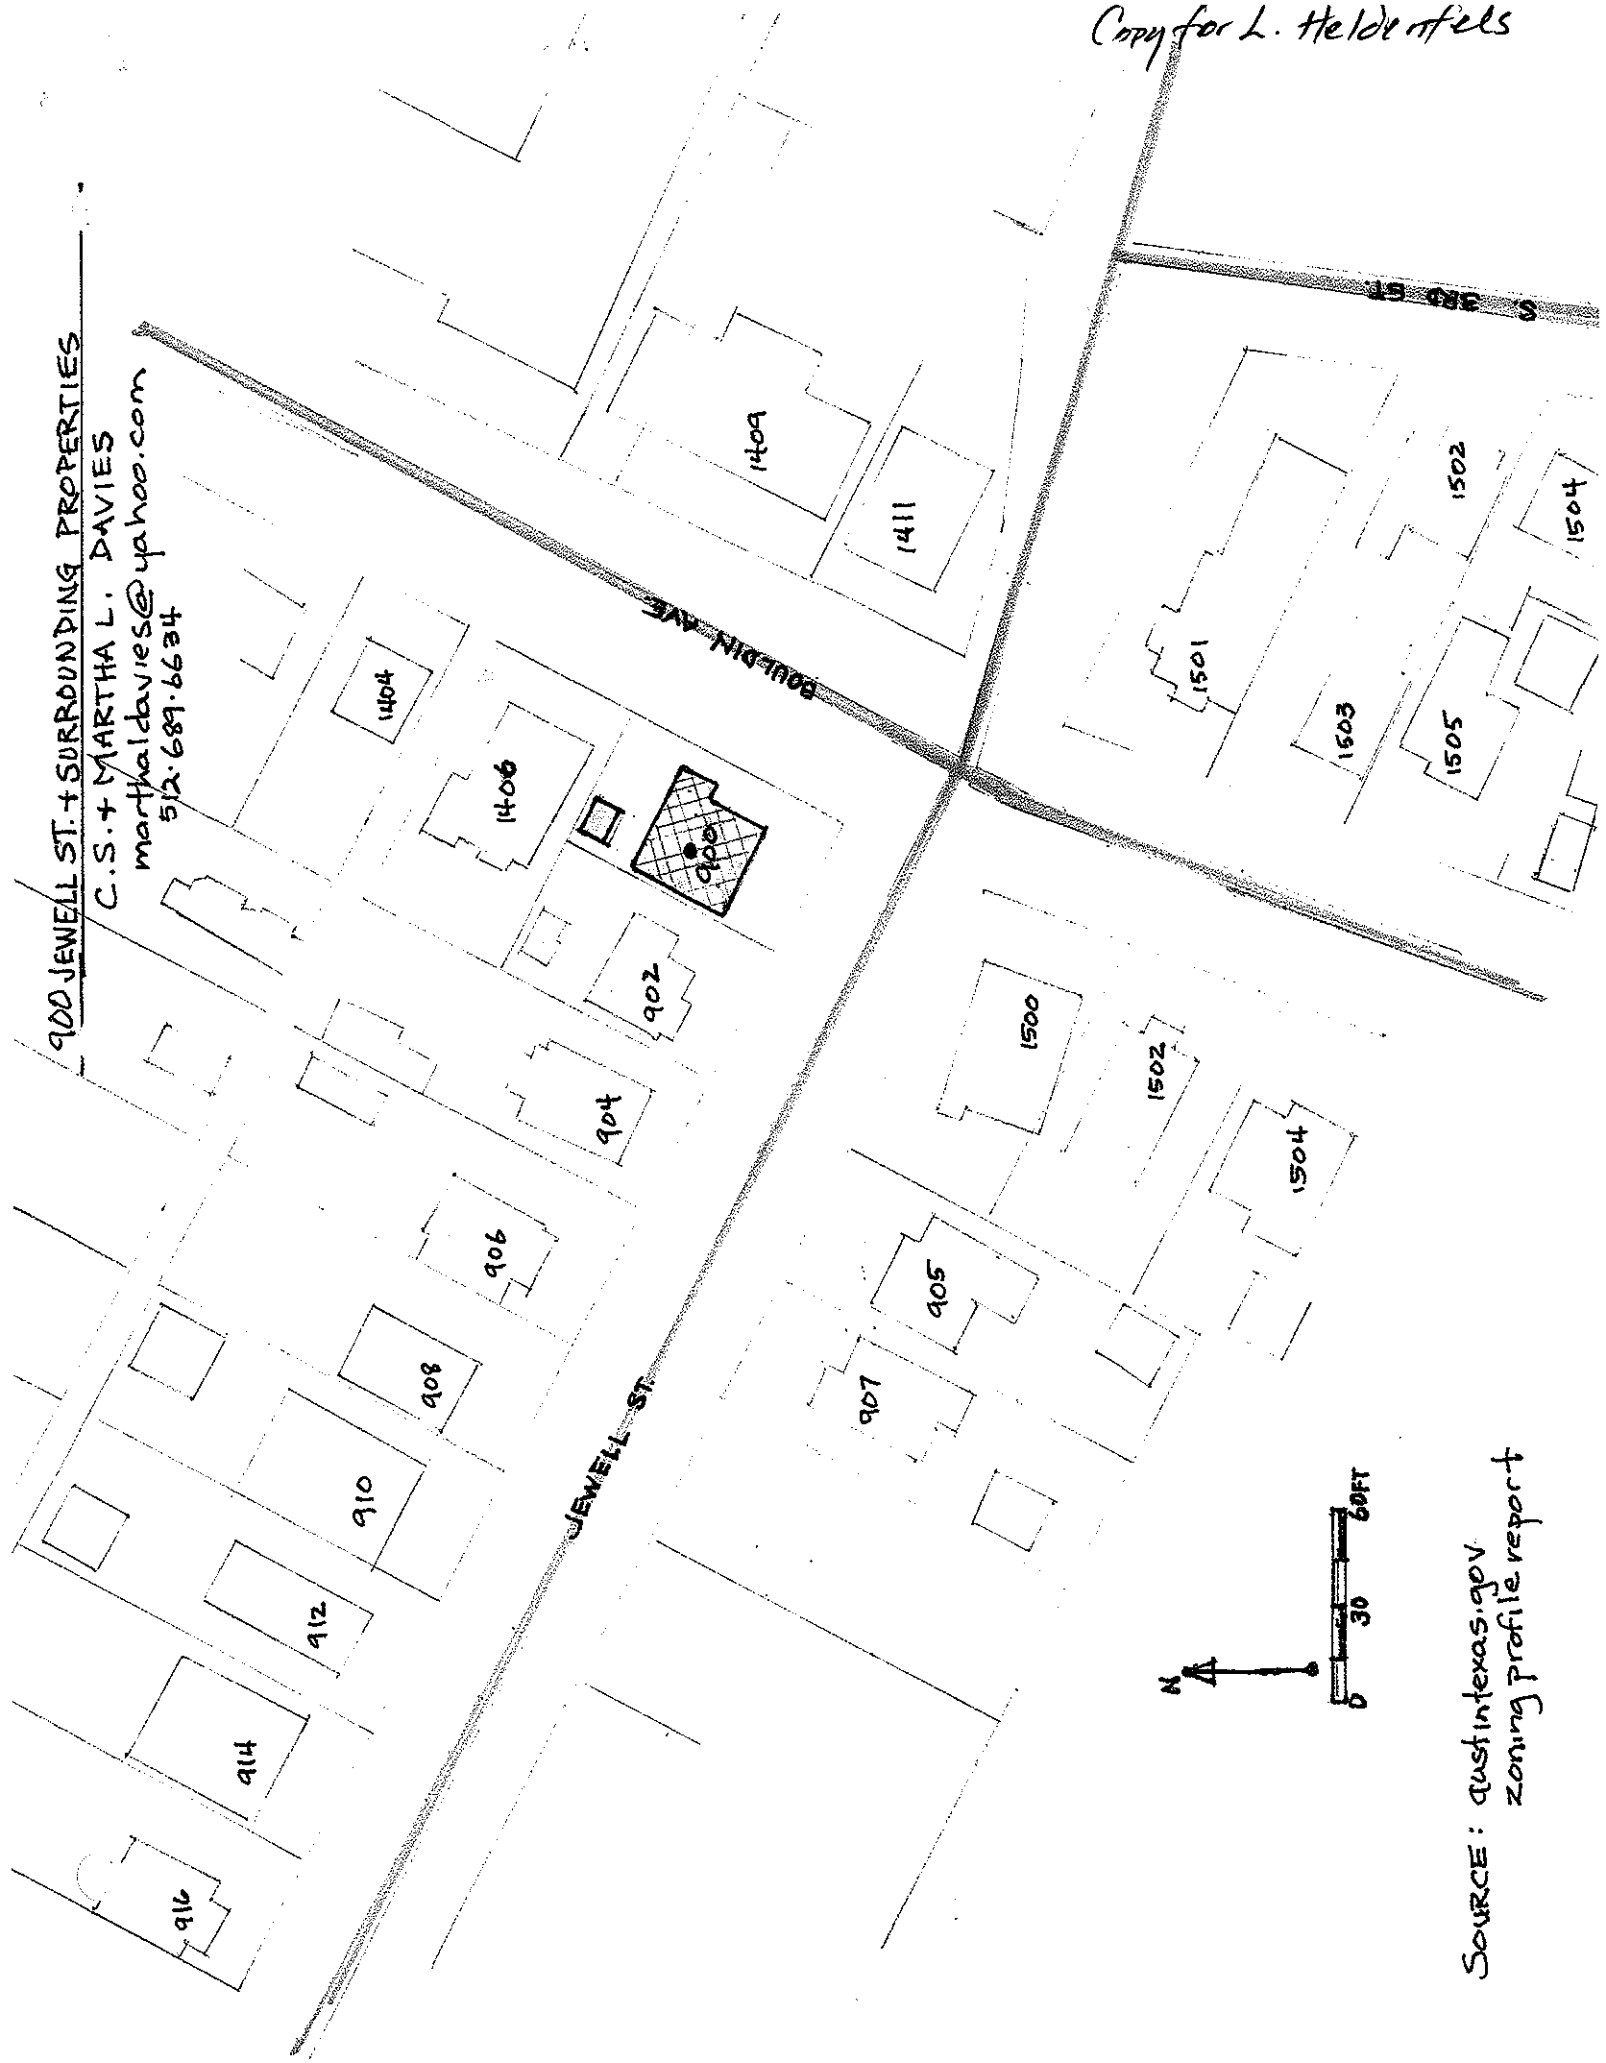 Copy for L. Heldenfels
900 JEWELL ST. + SURROUNDING PROPERTIES
C.S. + MARTHA L. DAVIES
marthaldavies@yahoo.com
512.689.6634
916
914
912
910
908
906
904
902
900
1406
1404
1409
1411
BOULDIN AVE.
JEWELL ST.
S. 3RD ST.
907
905
1500
1502
1504
1501
1503
1505
1502
1504
N
0 30 60FT
SOURCE: austintexas.gov
zoning profile report